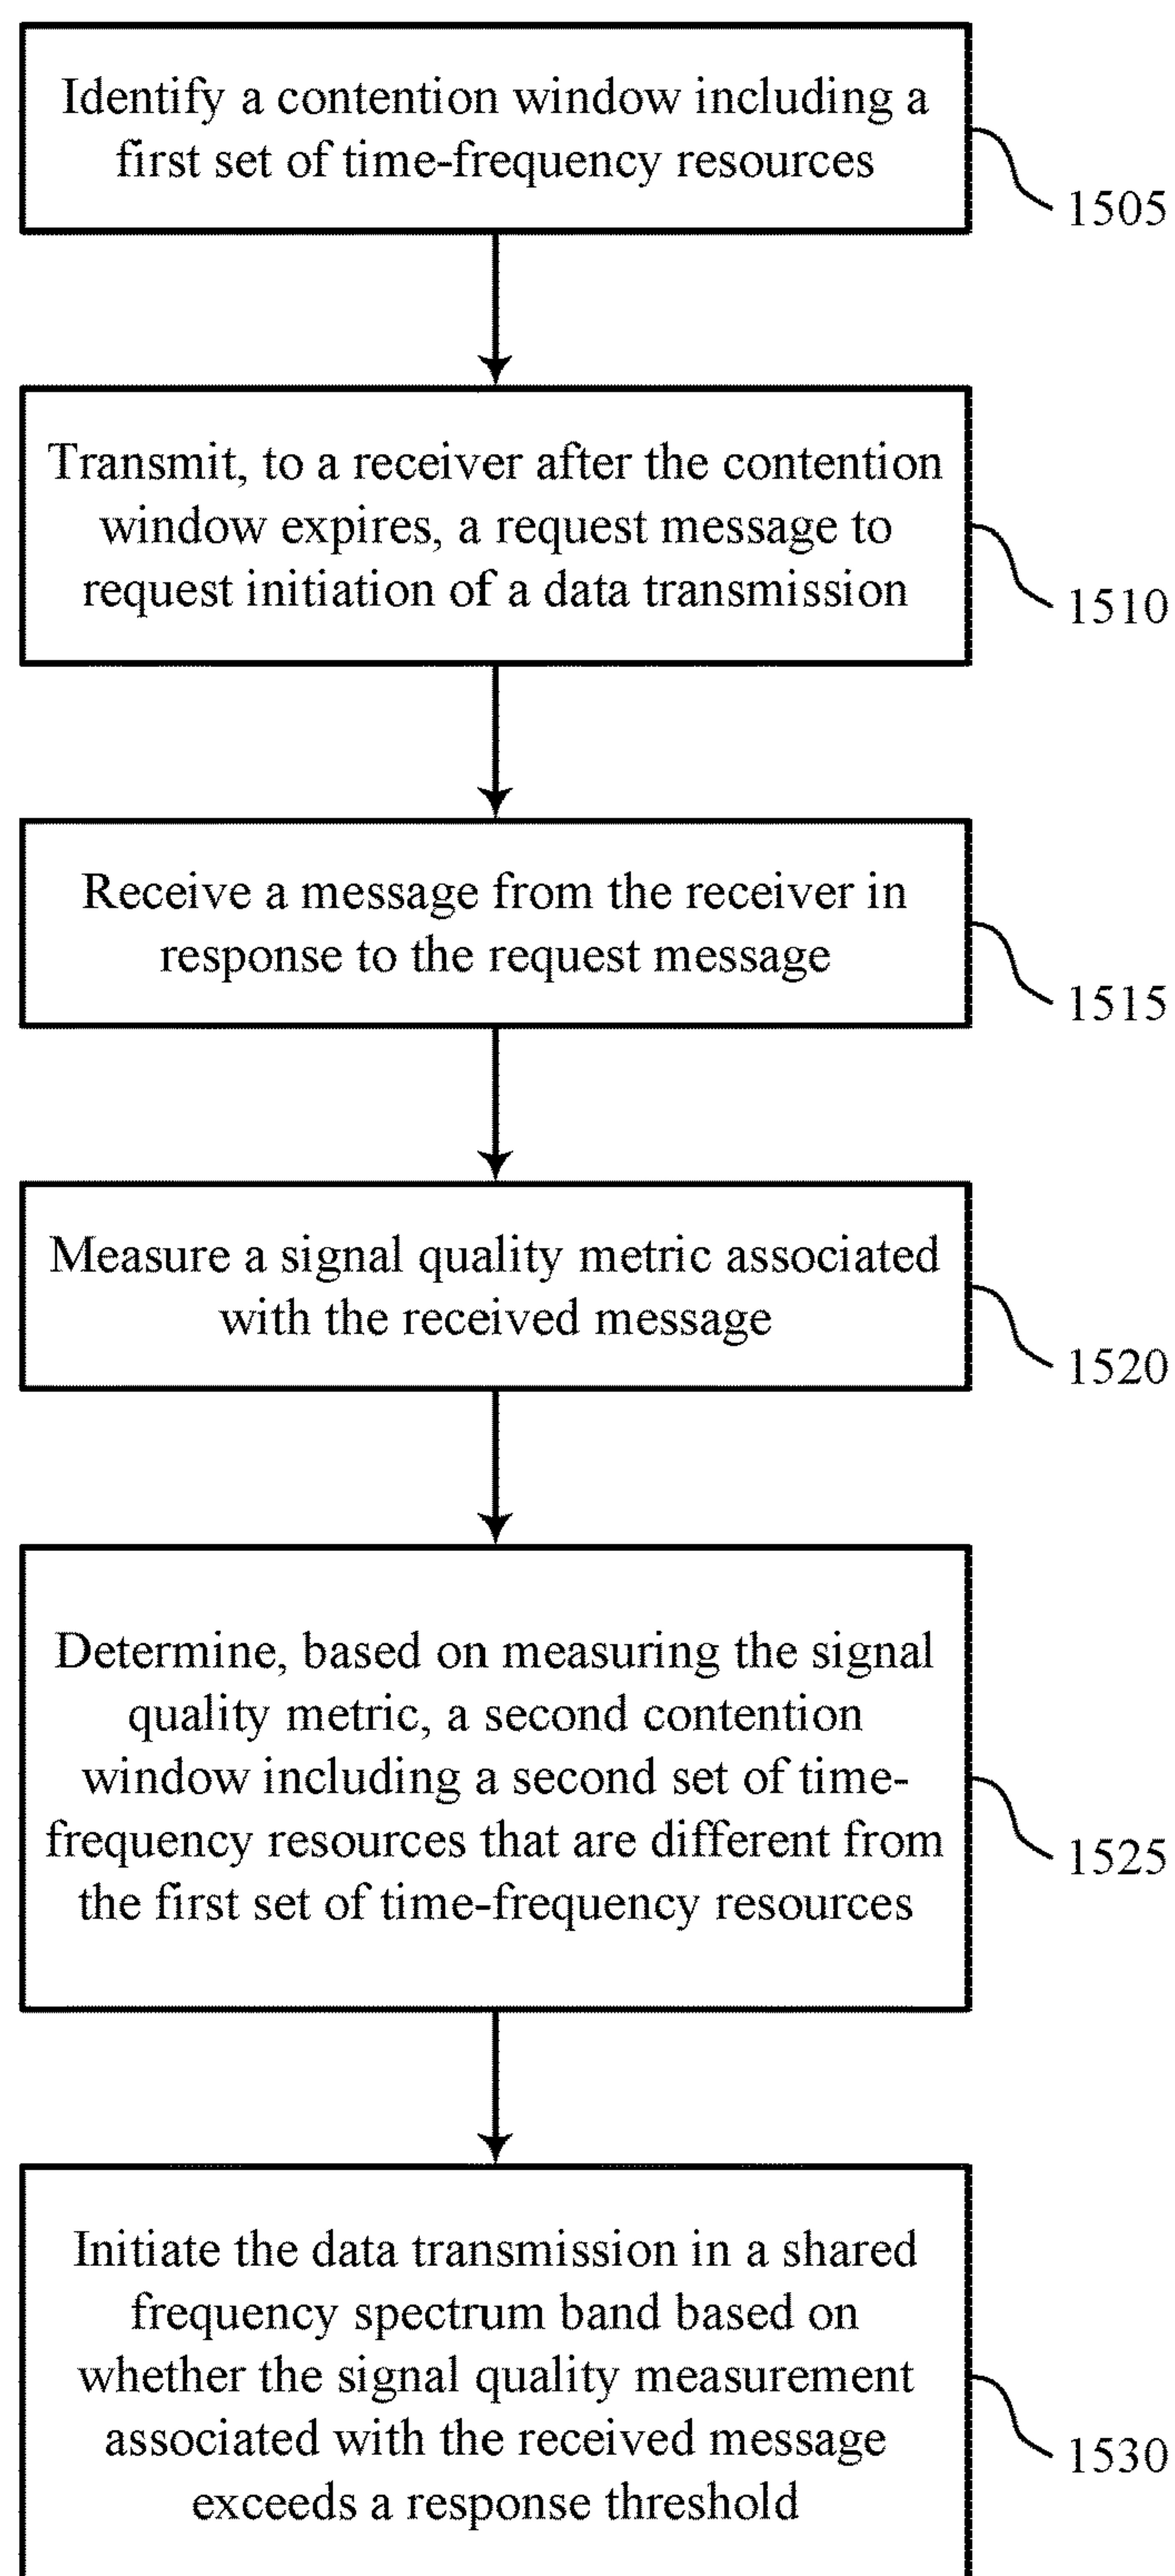 Identify a contention window including a
first set of time-frequency resources
1505
Transmit, to a receiver after the contention
window expires, a request message to
request initiation of a data transmission
1510
Receive a message from the receiver in
response to the request message
1515
Measure a signal quality metric associated
with the received message
1520
Determine, based on measuring the signal
quality metric, a second contention
window including a second set of time-
frequency resources that are different from
the first set of time-frequency resources
1525
Initiate the data transmission in a shared
frequency spectrum band based on
whether the signal quality measurement
associated with the received message
exceeds a response threshold
1530